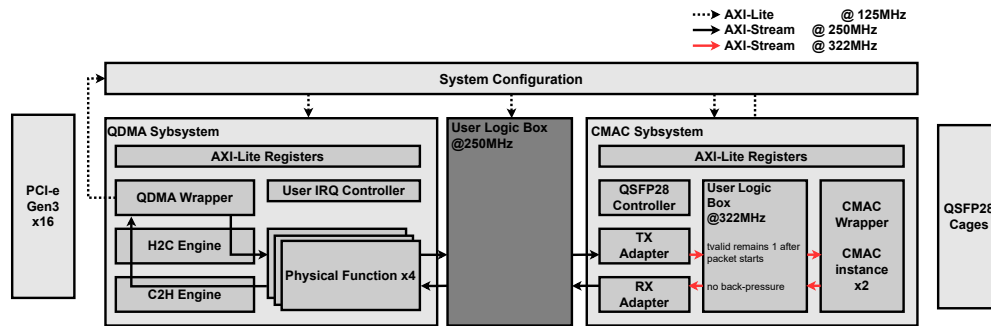 AXI-Lite @ 125MHz
AXI-Stream @ 250MHz
AXI-Stream @ 322MHz
System Configuration
PCI-e
Gen3
x16
QDMA Sybsystem
AXI-Lite Registers
QDMA Wrapper
User IRQ Controller
H2C Engine
C2H Engine
Physical Function x4
User Logic Box
@250MHz
CMAC Sybsystem
AXI-Lite Registers
QSFP28
Controller
TX
Adapter
RX
Adapter
User Logic
Box
@322MHz
tvalid remains 1 after
packet starts
no back-pressure
CMAC
Wrapper
CMAC
instance
x2
QSFP28
Cages